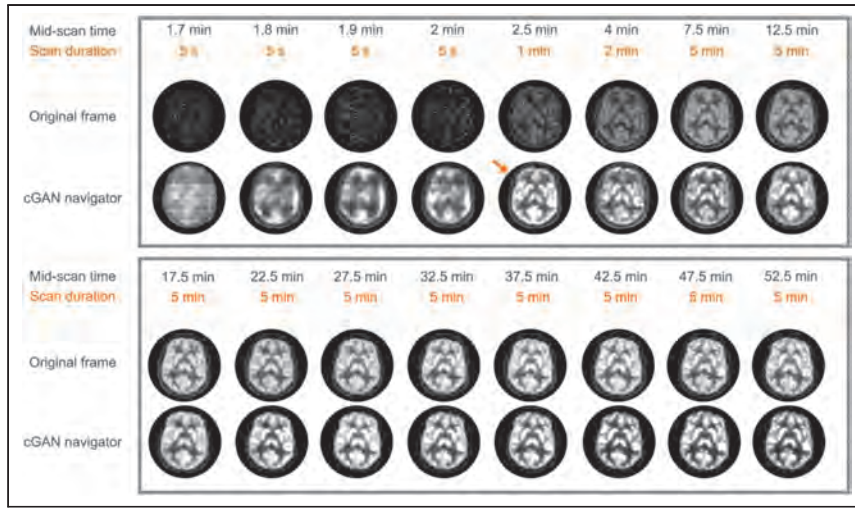 Mid-scan time 1.7 min 1.8 min 1.9 min 2 min 2.5 min 4 min 7.5 min 12.5 min
Scan duration 5 s 5 s 5 s 5 s 1 min 2 min 5 min 5 min
Original frame
cGAN navigator
Mid-scan time 17.5 min 22.5 min 27.5 min 32.5 min 37.5 min 42.5 min 47.5 min 52.5 min
Scan duration 5 min 5 min 5 min 5 min 5 min 5 min 5 min 5 min
Original frame
cGAN navigator